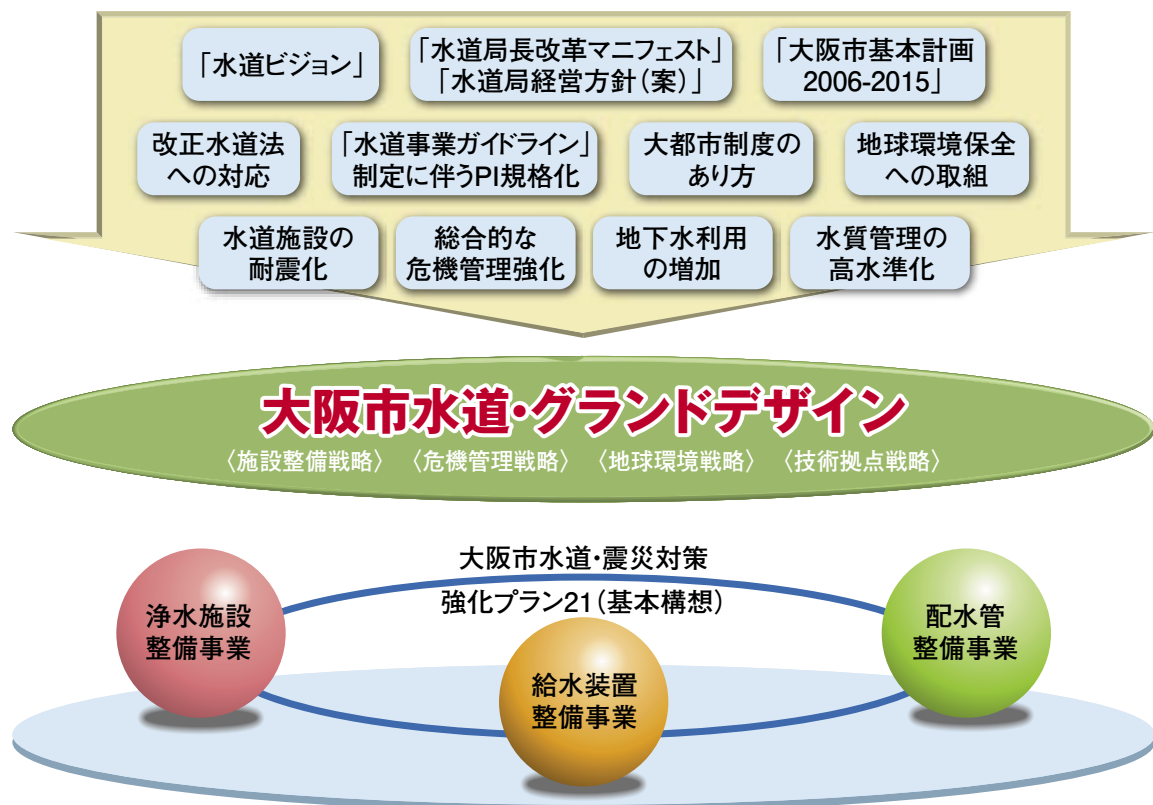 「水道ビジョン」
「水道局長改革マニフェスト」
「水道局経営方針（案）」
「大阪市基本計画
2006-2015」
改正水道法
への対応
「水道事業ガイドライン」
制定に伴うPI規格化
大都市制度の
あり方
地球環境保全
への取組
水道施設の
耐震化
総合的な
危機管理強化
地下水利用
の増加
水質管理の
高水準化
大阪市水道・グランドデザイン
〈施設整備戦略〉〈危機管理戦略〉〈地球環境戦略〉〈技術拠点戦略〉
大阪市水道・震災対策
強化プラン21（基本構想）
浄水施設
整備事業
給水装置
整備事業
配水管
整備事業